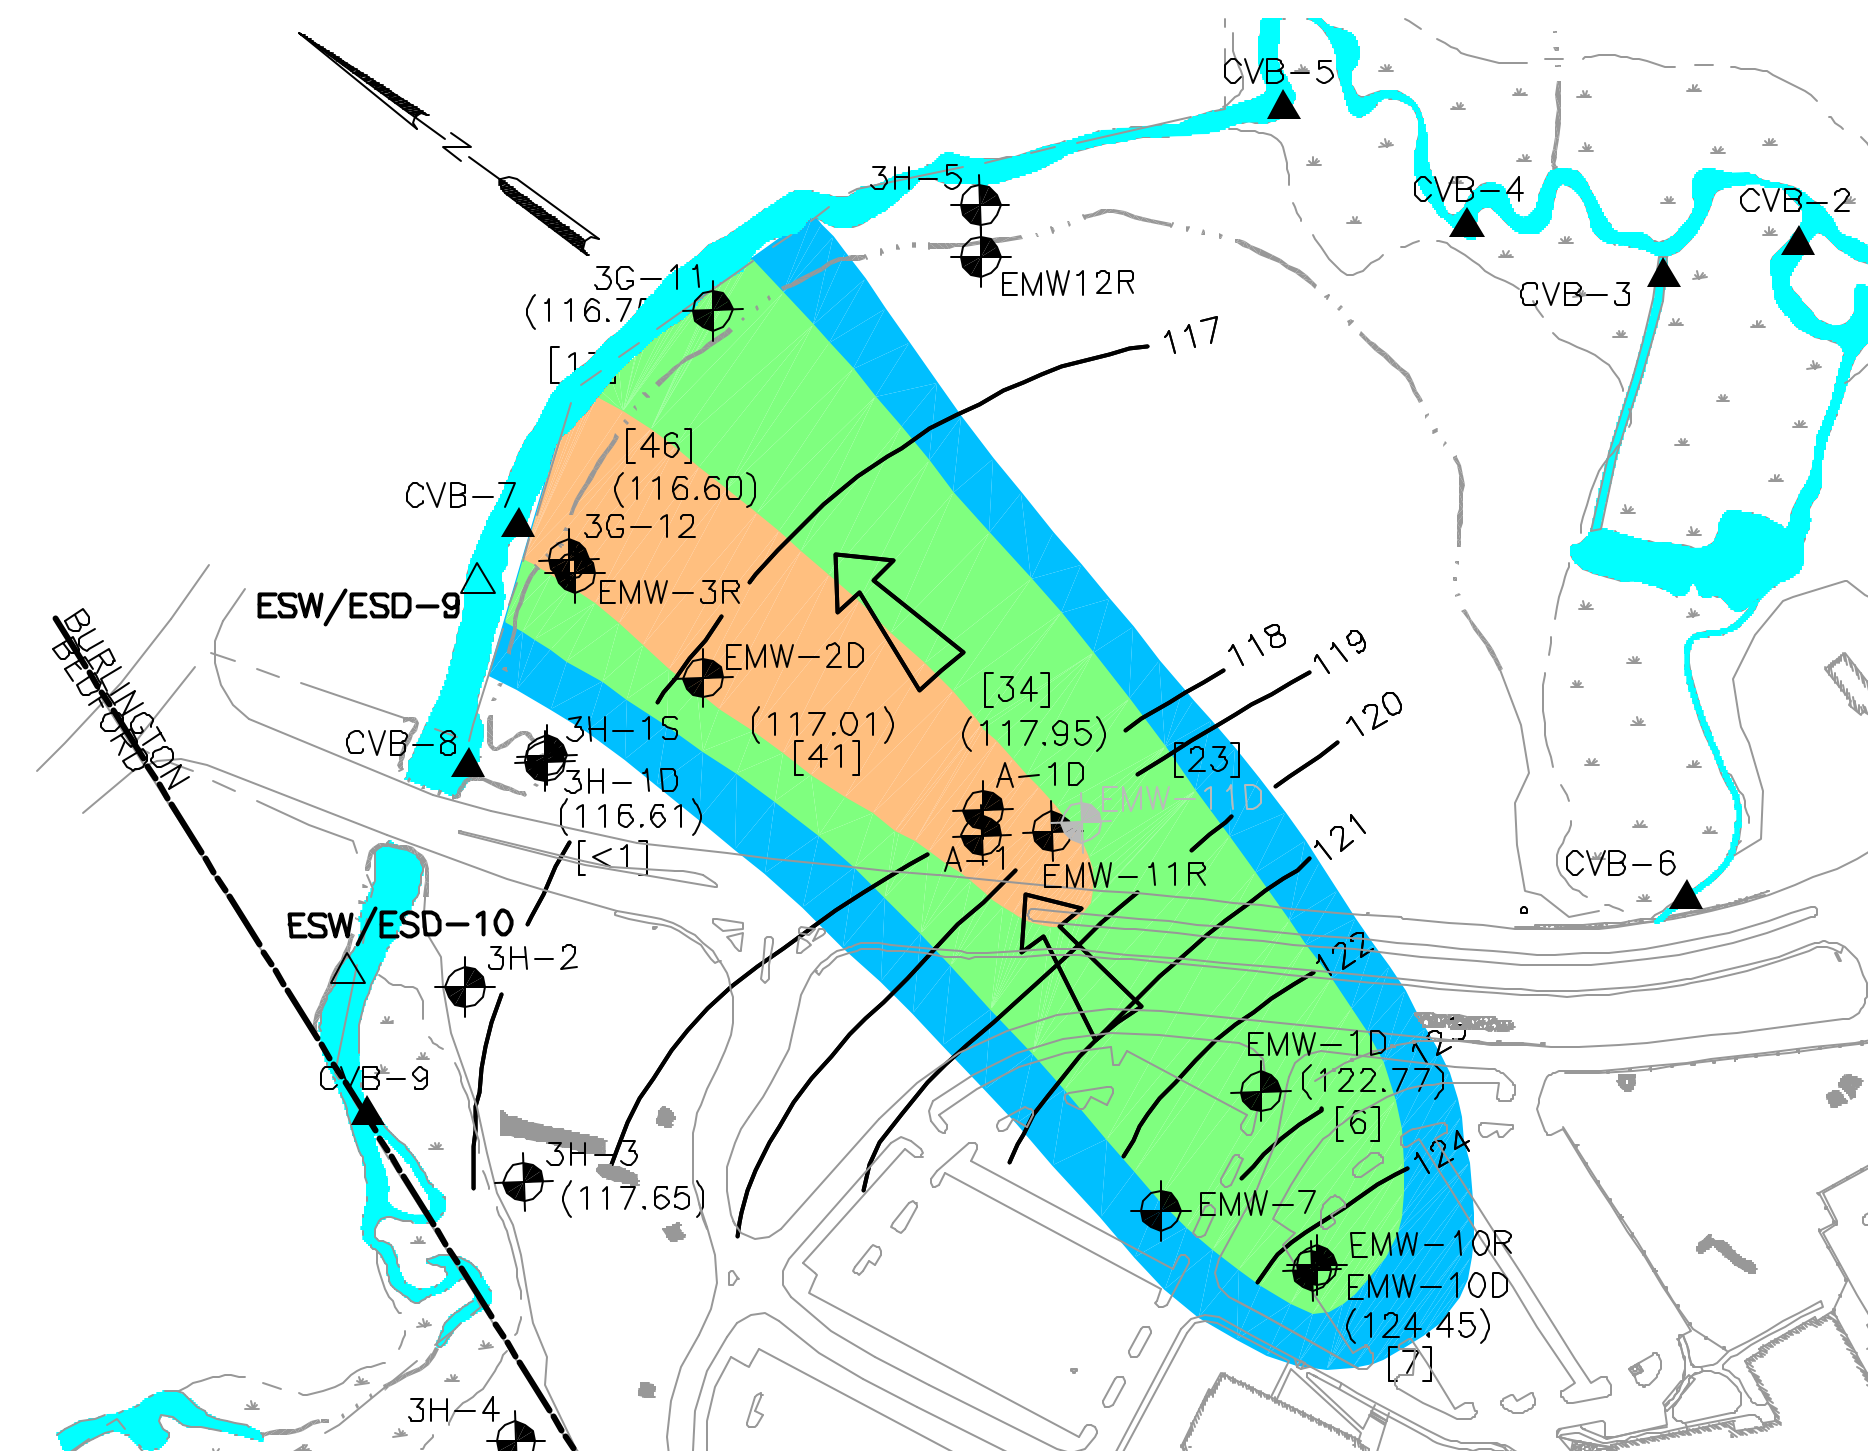 CVB-5
N
3H-5
CVB-4
CVB-2
3G-11
EMW12R
CVB-3
117
[46]
(116.60)
CVB-7
3G-12
ESW/ESD-9
EMW-3R
BURLINGTON
BEDFORD
118
119
EMW-2D
[34]
(117.01)
(117.95)
120
3H-1S
CVB-8
[41]
[23]
A-1D
3H-1D
EMW-11D
(116.61)
[<1]
121
A-1
EMW-11R
CVB-6
ESW/ESD-10
3H-2
122
EMW-1D
123
CVB-9
(122.77)
[6]
3H-3
124
(117.65)
EMW-7
EMW-10R
EMW-10D
(124.45)
[7]
3H-4